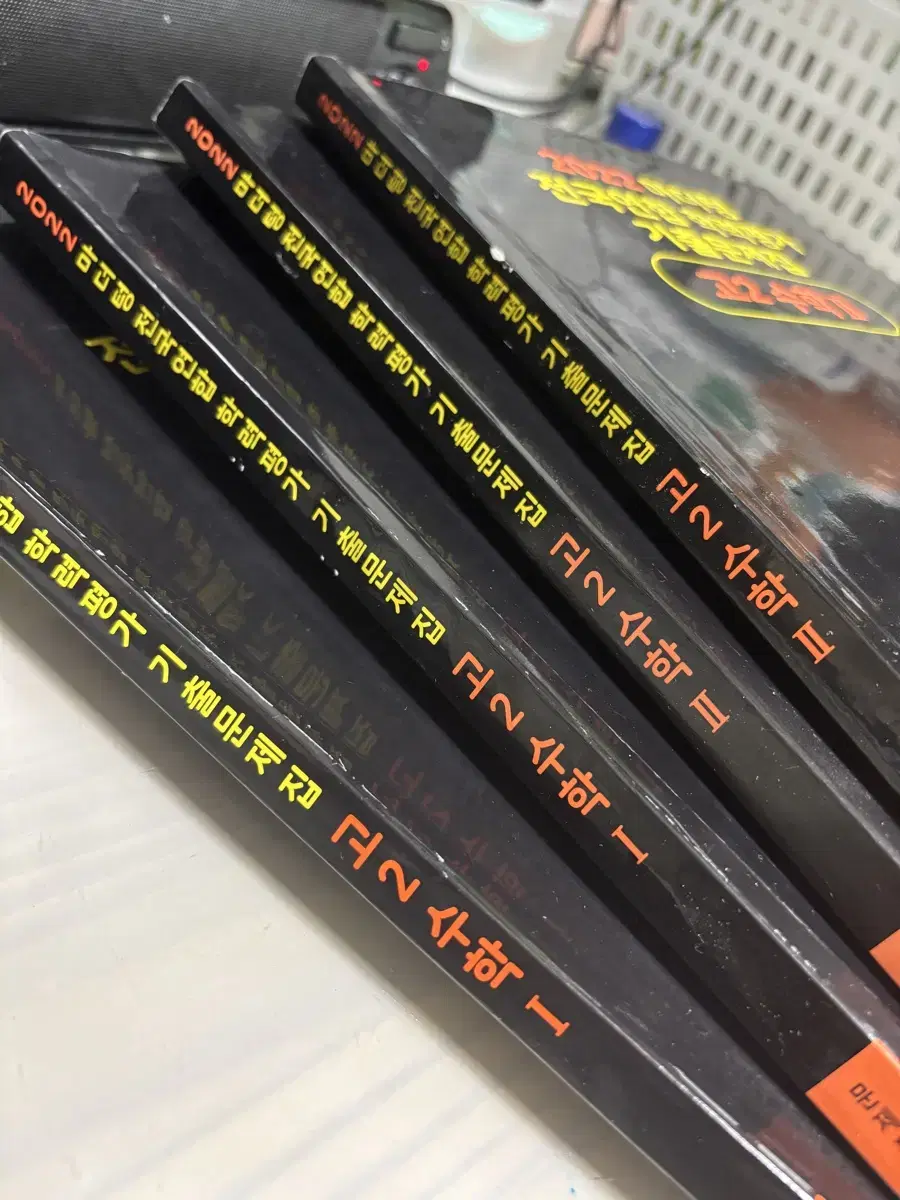 2022 마더텅 전국연합 학력평가 기출문제집 고2 수학 II
2022 마더텅 전국연합 학력평가 기출문제집 고2 수학 II
2022 마더텅 전국연합 학력평가 기출문제집 고2 수학 I
합 학력평가 기출문제집 고2 수학 I
문제